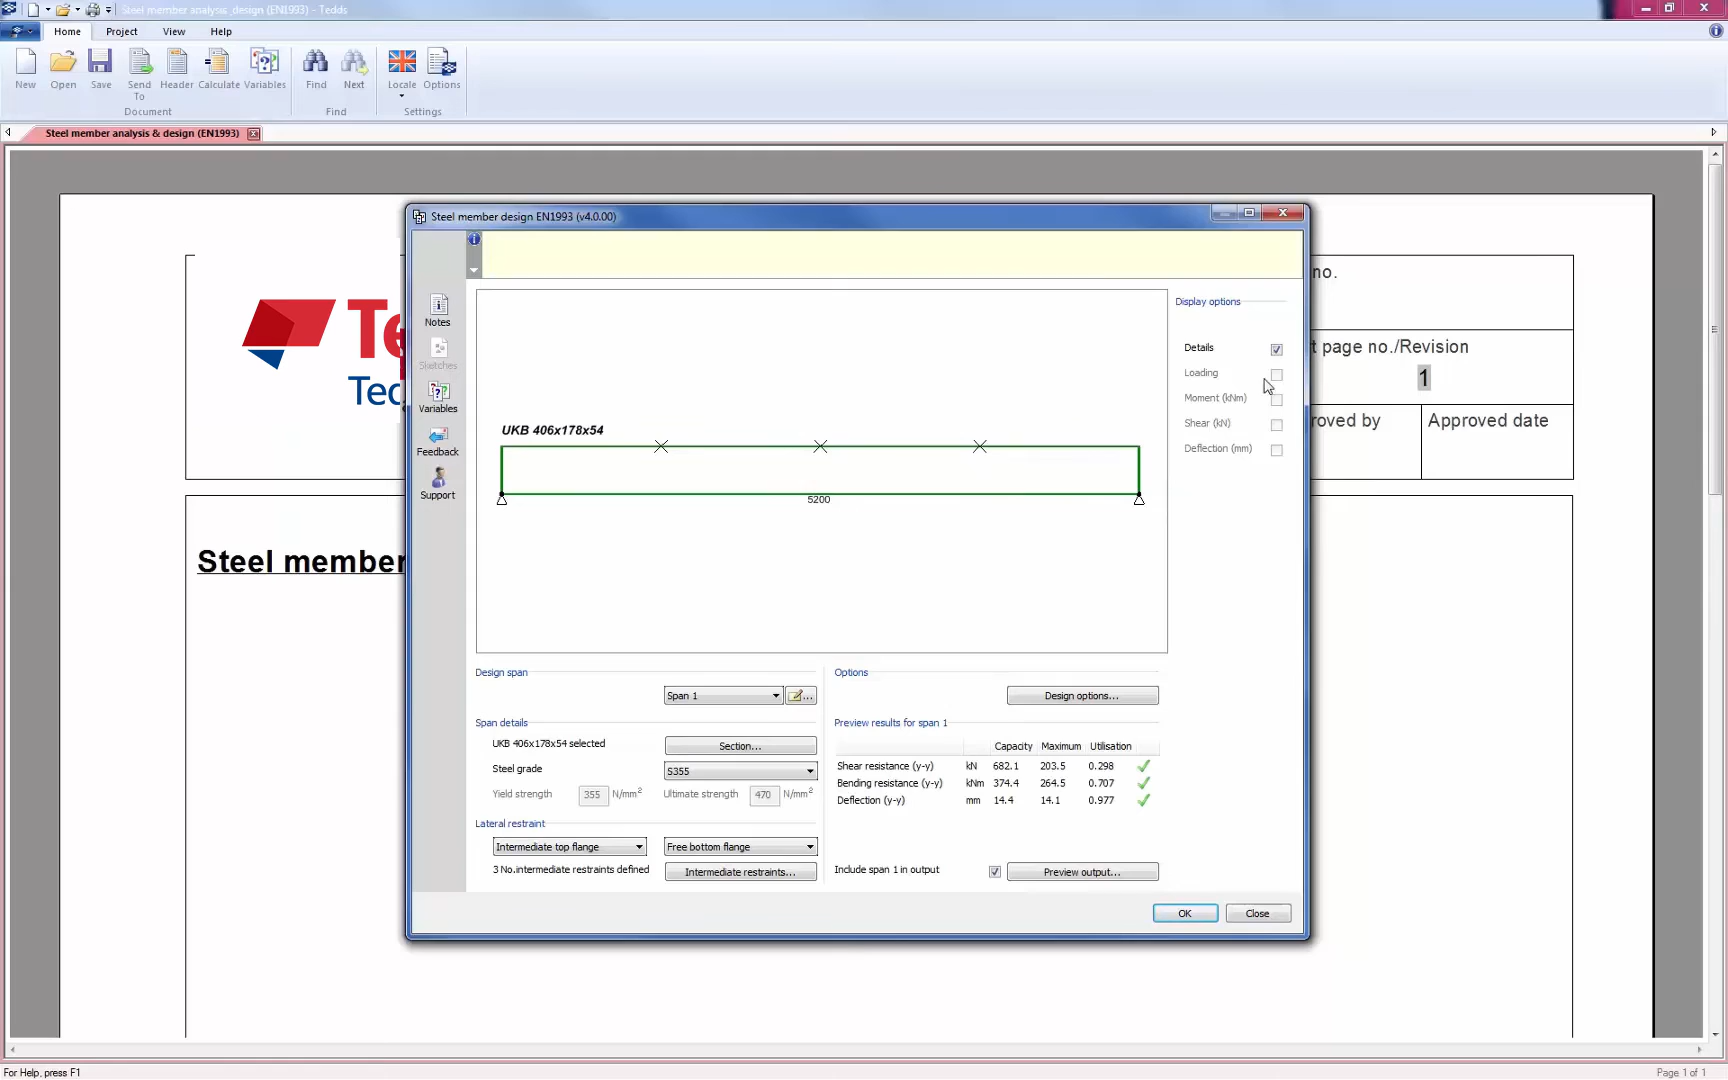 Steel member analysis ,design (EN1993) - Tedds
Home Project View Help
New Open Save Send To Header Calculate Variables Find Next Locale Options
Document Find Settings
Steel member analysis & design (EN1993)
Steel member design EN1993 (v4.0.00)
no.
Display options
Notes
Details
page no./Revision
Sketches
Loading
1
Variables
Moment (kNm)
Shear (kN)
Approved date
UKB 406x178x54
Feedback
Deflection (mm)
Support
5200
Steel member
Design span
Options
Span 1
Design options...
Span details
Preview results for span 1
UKB 406x178x54 selected Section...
Capacity Maximum Utilisation
Steel grade S355
Shear resistance (y-y) kN 682.1 203.5 0.298
Bending resistance (y-y) kNm 374.4 264.5 0.707
Yield strength 355 N/mm² Ultimate strength 470 N/mm²
Deflection (y-y) mm 14.4 14.1 0.977
Lateral restraint
Intermediate top flange Free bottom flange
3 No.intermediate restraints defined Intermediate restraints...
Include span 1 in output Preview output...
OK Close
For Help, press F1 Page 1 of 1